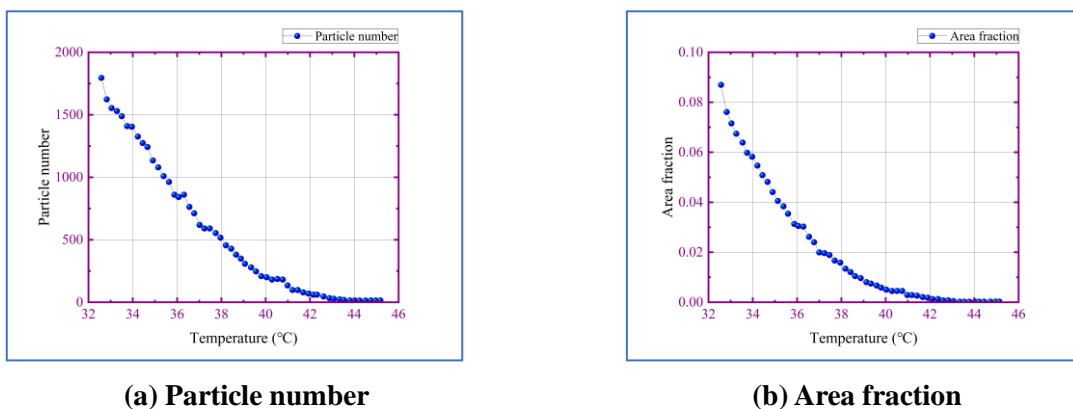 Particle number
2000
1500
1000
500
0
Particle number
32 34 36 38 40 42 44 46
Temperature (℃)
(a) Particle number
Area fraction
0.10
0.08
0.06
0.04
0.02
0.00
Area fraction
32 34 36 38 40 42 44 46
Temperature (℃)
(b) Area fraction